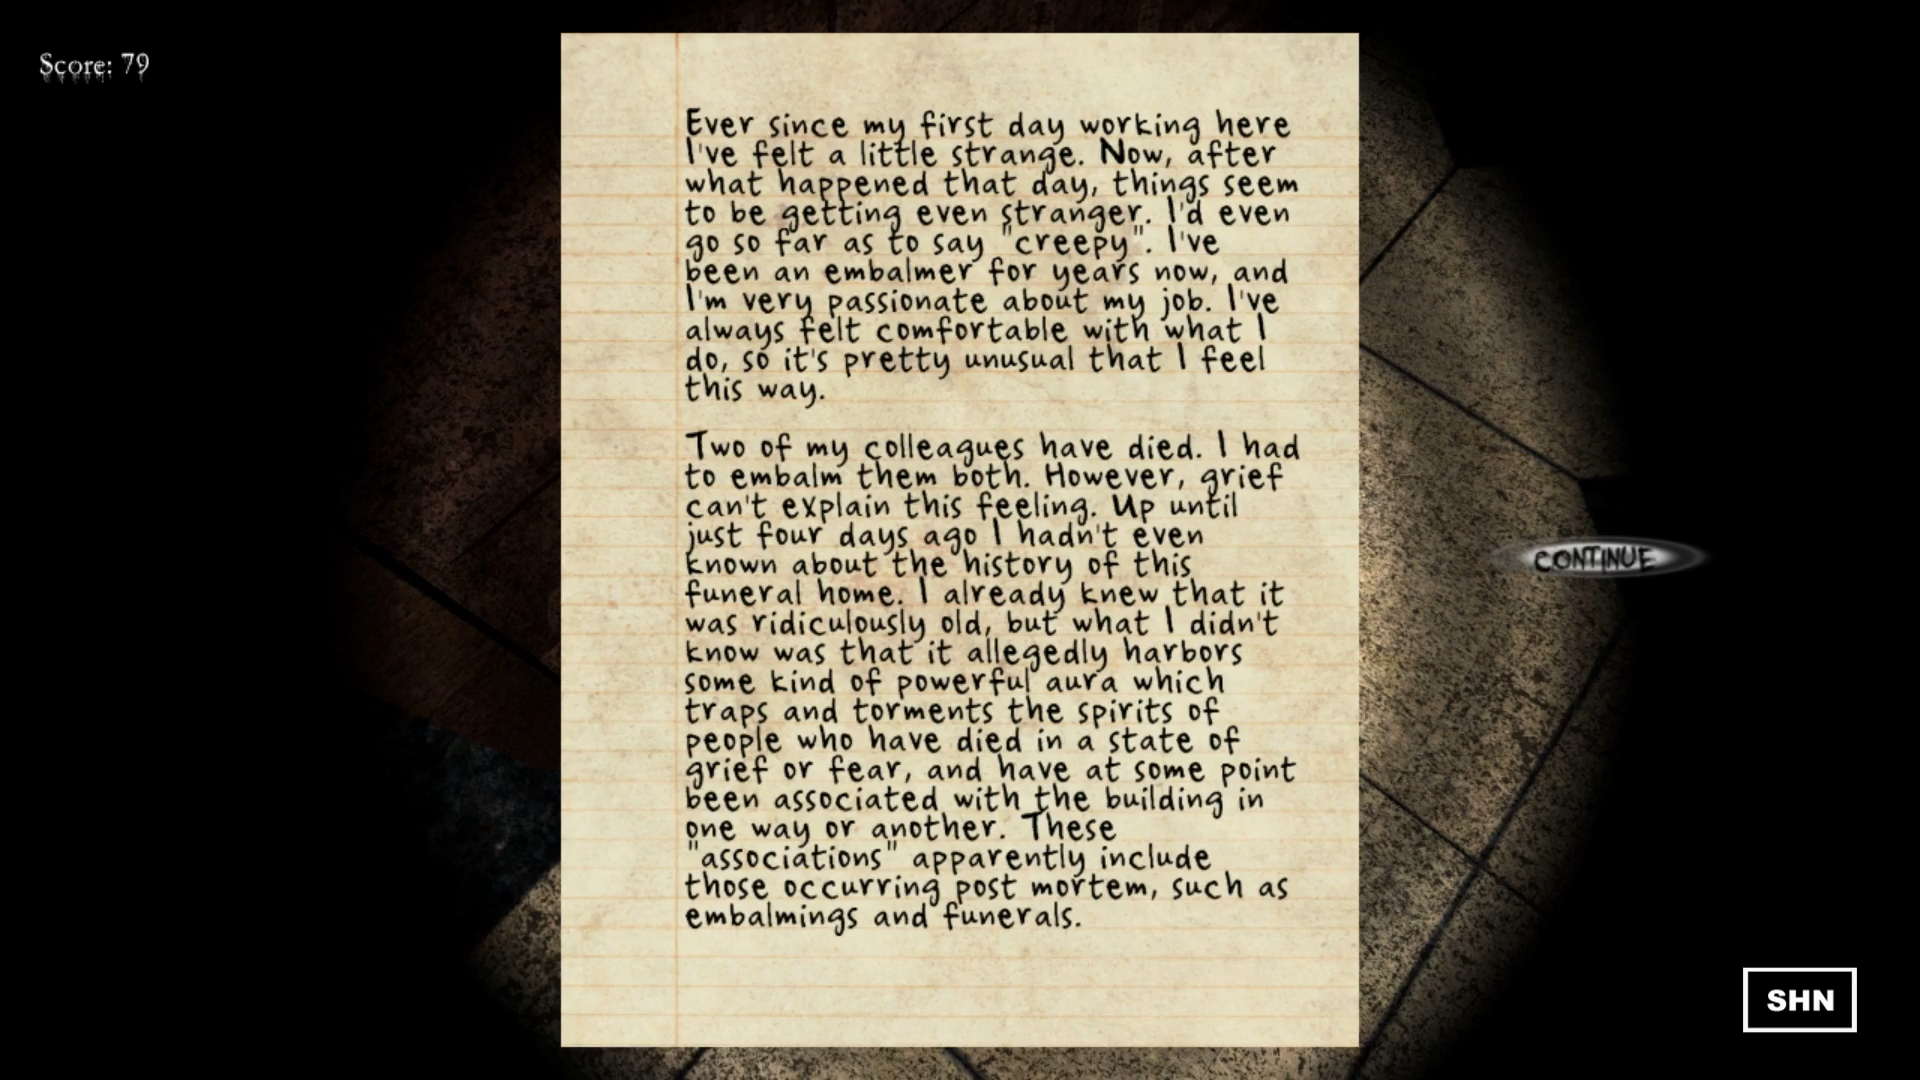 Score: 79
Ever since my first day working here
I've felt a little strange. Now, after
what happened that day, things seem
to be getting even stranger. I'd even
go so far as to say "creepy". I've
been an embalmer for years now, and
I'm very passionate about my job. I've
always felt comfortable with what I
do, so it's pretty unusual that I feel
this way.
Two of my colleagues have died. I had
to embalm them both. However, grief
can't explain this feeling. Up until
just four days ago I hadn't even
known about the history of this
funeral home. I already knew that it
was ridiculously old, but what I didn't
know was that it allegedly harbors
some kind of powerful aura which
traps and torments the spirits of
people who have died in a state of
grief or fear, and have at some point
been associated with the building in
one way or another. These
"associations" apparently include
those occurring post mortem, such as
embalmings and funerals.
CONTINUE
SHN